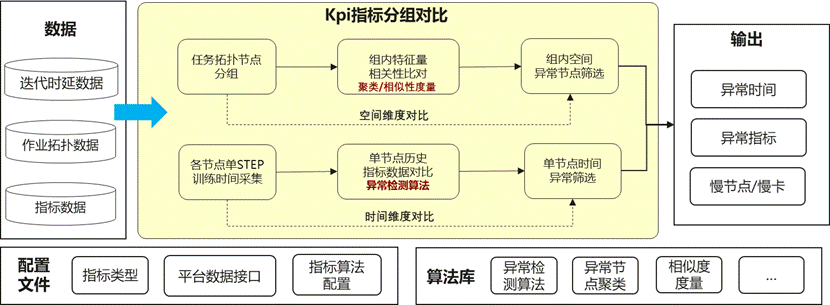 数据
迭代时延数据
作业拓扑数据
指标数据
Kpi指标分组对比
任务拓扑节点
分组
组内特征量
相关性比对
聚类/相似性度量
组内空间
异常节点筛选
空间维度对比
各节点单STEP
训练时间采集
单节点历史
指标数据对比
异常检测算法
单节点时间
异常筛选
时间维度对比
输出
异常时间
异常指标
慢节点/慢卡
配置
文件
指标类型
平台数据接口
指标算法
配置
算法库
异常检
测算法
异常节
点聚类
相似度
度量
...